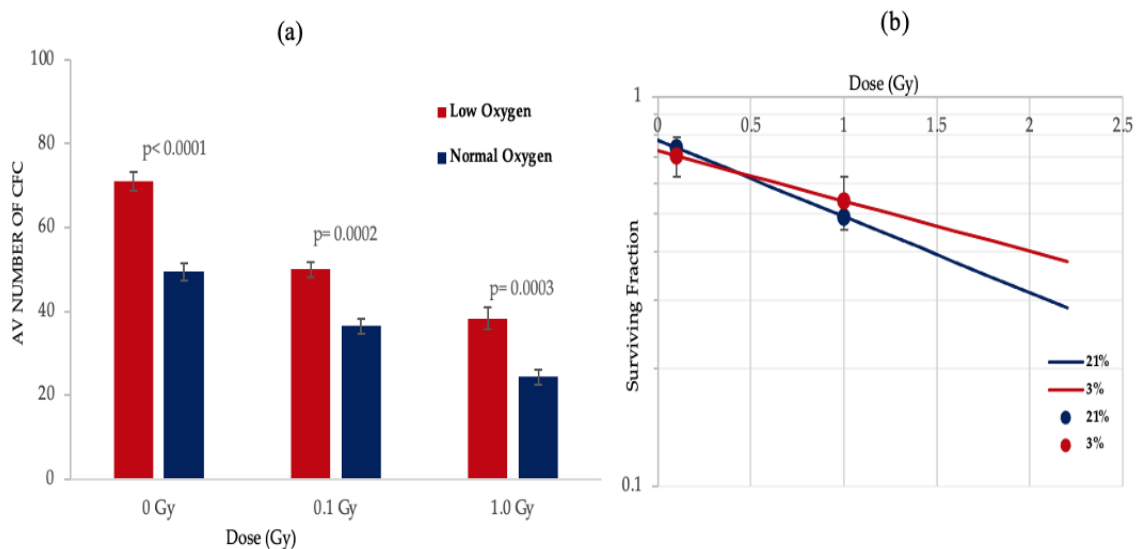 (a)
100
80
60
40
20
0
AV NUMBER OF CFC
Low Oxygen
Normal Oxygen
p< 0.0001
p= 0.0002
p= 0.0003
0 Gy
0.1 Gy
1.0 Gy
Dose (Gy)
(b)
Dose (Gy)
0
0.5
1
1.5
2
2.5
1
0.1
Surviving Fraction
21%
3%
21%
3%